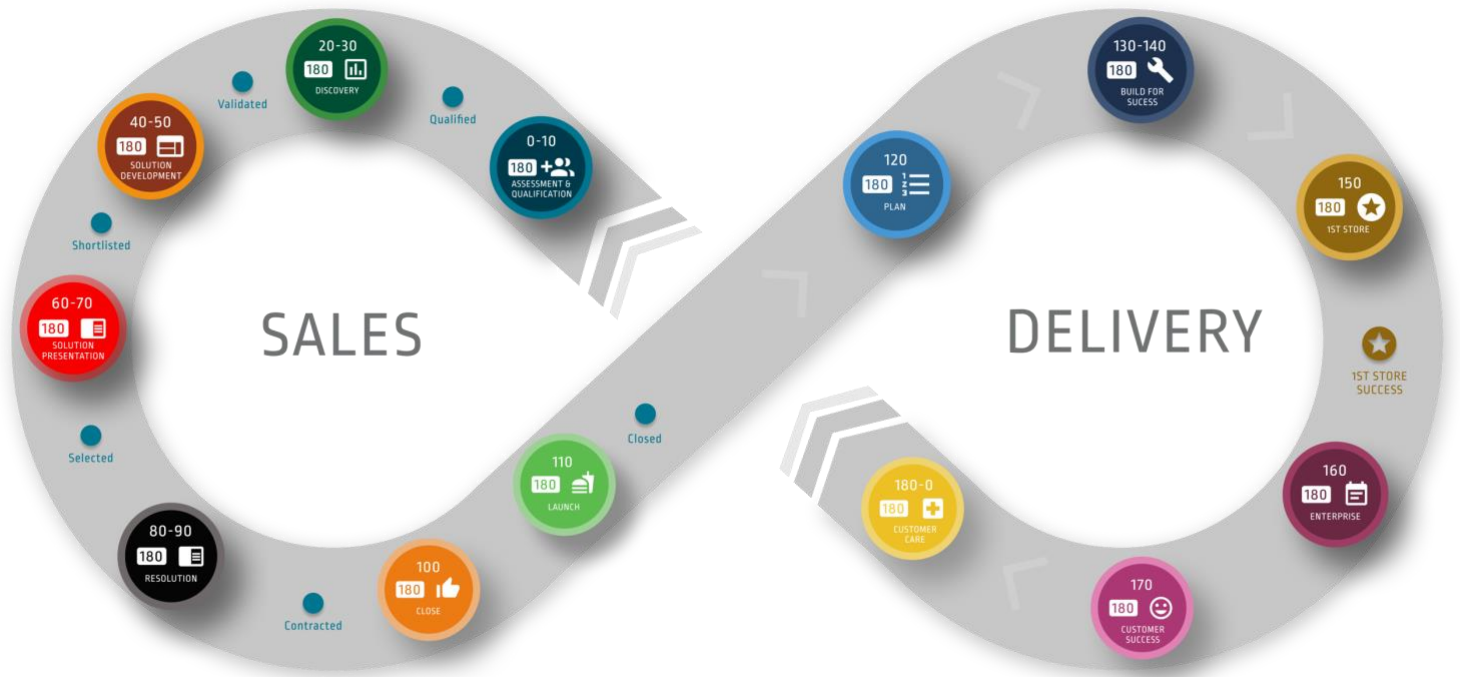 SALES
0-10
180
ASSESSMENT &
QUALIFICATION
Qualified
20-30
180
DISCOVERY
Validated
40-50
180
SOLUTION
DEVELOPMENT
Shortlisted
60-70
180
SOLUTION
PRESENTATION
Selected
80-90
180
RESOLUTION
Contracted
100
180
CLOSE
110
180
LAUNCH
Closed
DELIVERY
120
180
1
2
3
PLAN
130-140
180
BUILD FOR
SUCESS
150
180
1ST STORE
1ST STORE
SUCCESS
160
180
ENTERPRISE
170
180
CUSTOMER
SUCCESS
180-0
180
CUSTOMER
CARE